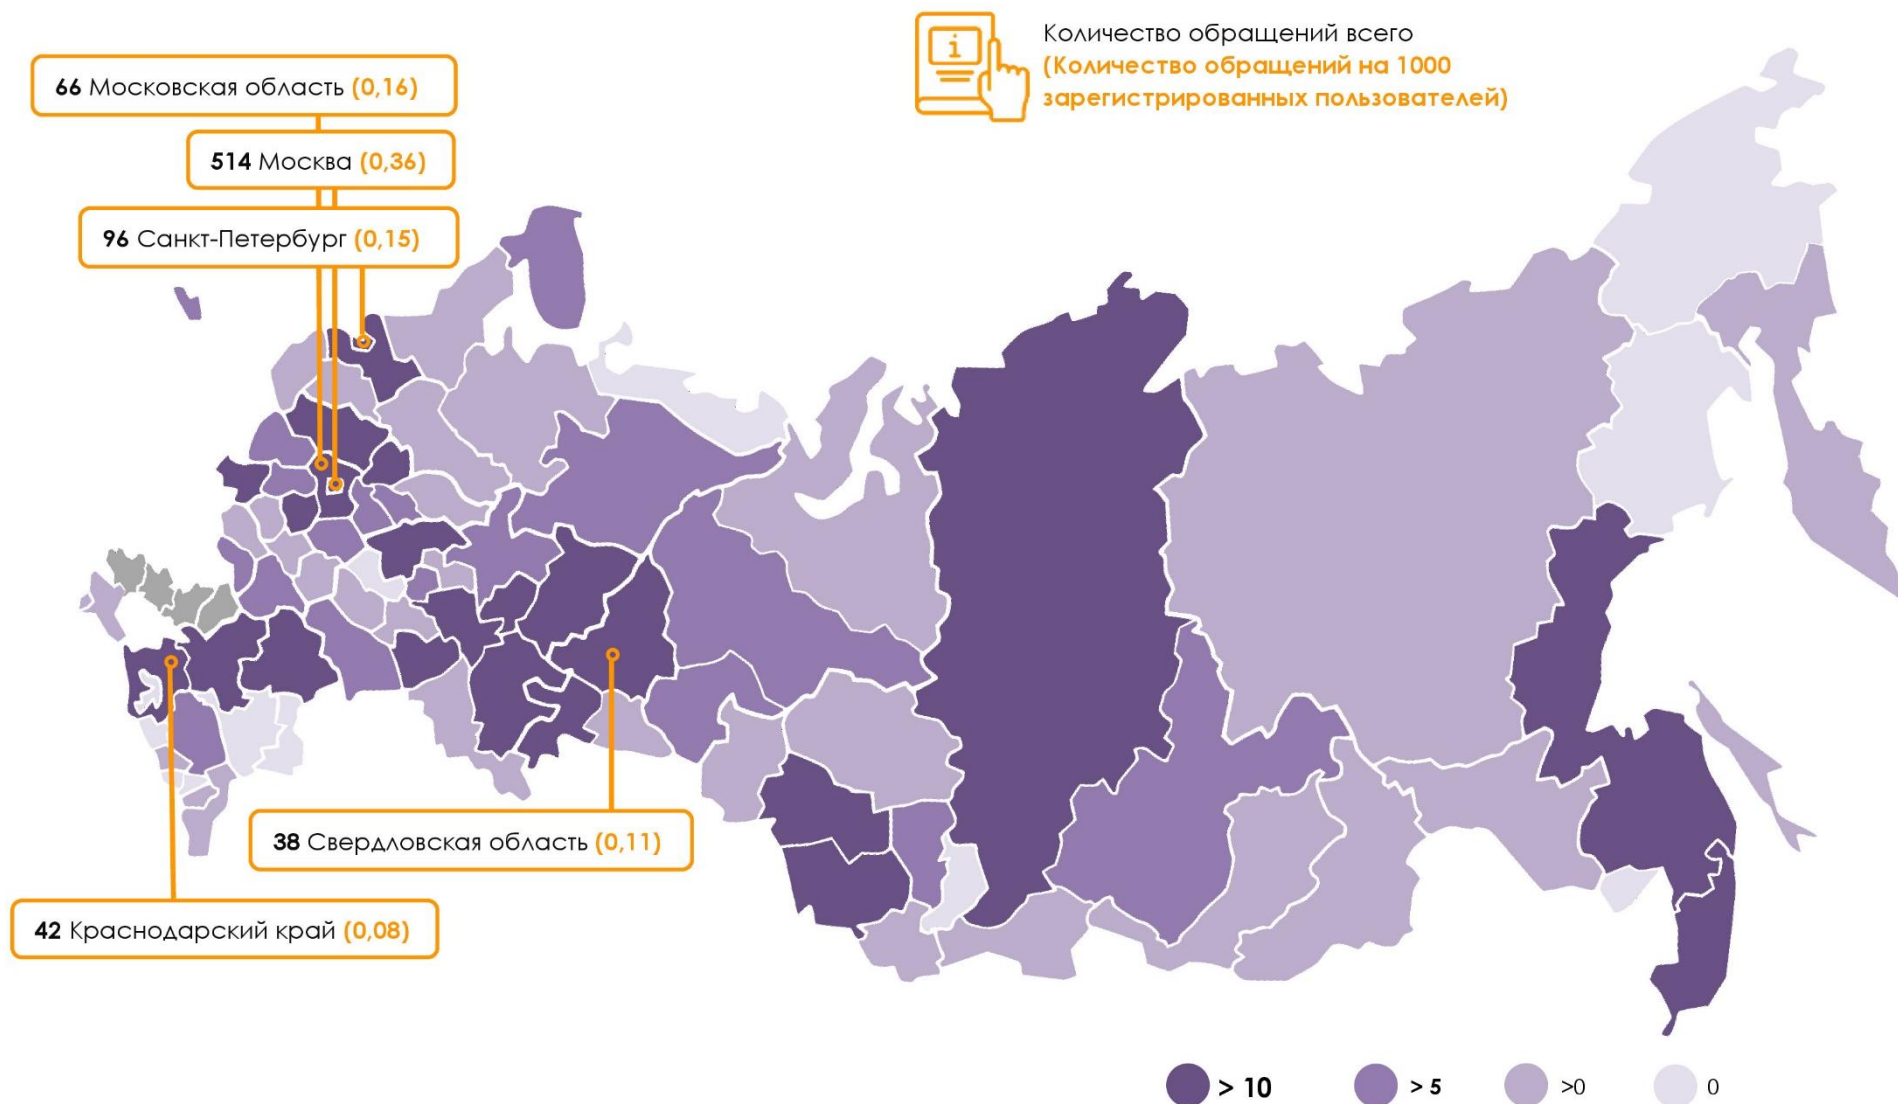 Количество обращений всего
(Количество обращений на 1000
зарегистрированных пользователей)
66 Московская область (0,16)
514 Москва (0,36)
96 Санкт-Петербург (0,15)
38 Свердловская область (0,11)
42 Краснодарский край (0,08)
> 10
> 5
>0
0